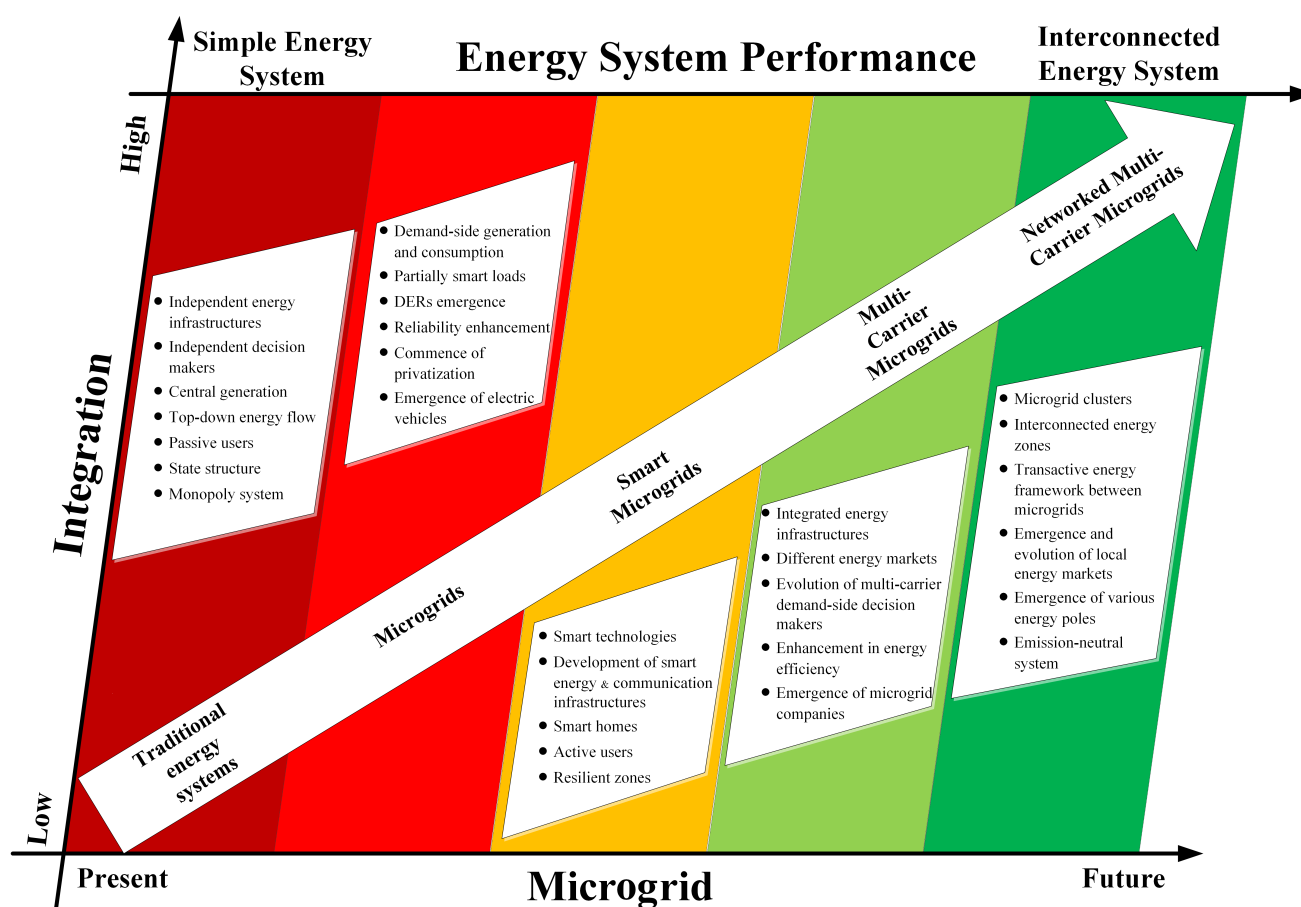 Simple Energy
System
Energy System Performance
Interconnected
Energy System
High
Integration
Low
● Independent energy
infrastructures
● Independent decision
makers
● Central generation
● Top-down energy flow
● Passive users
● State structure
● Monopoly system
● Demand-side generation
and consumption
● Partially smart loads
● DERs emergence
● Reliability enhancement
● Commence of
privatization
● Emergence of electric
vehicles
● Smart technologies
● Development of smart
energy & communication
infrastructures
● Smart homes
● Active users
● Resilient zones
● Integrated energy
infrastructures
● Different energy markets
● Evolution of multi-carrier
demand-side decision
makers
● Enhancement in energy
efficiency
● Emergence of microgrid
companies
● Microgrid clusters
● Interconnected energy
zones
● Transactive energy
framework between
microgrids
● Emergence and
evolution of local
energy markets
● Emergence of various
energy poles
● Emission-neutral
system
Traditional
energy
systems
Microgrids
Smart
Microgrids
Multi-
Carrier
Microgrids
Networked Multi-
Carrier Microgrids
Present
Microgrid
Future